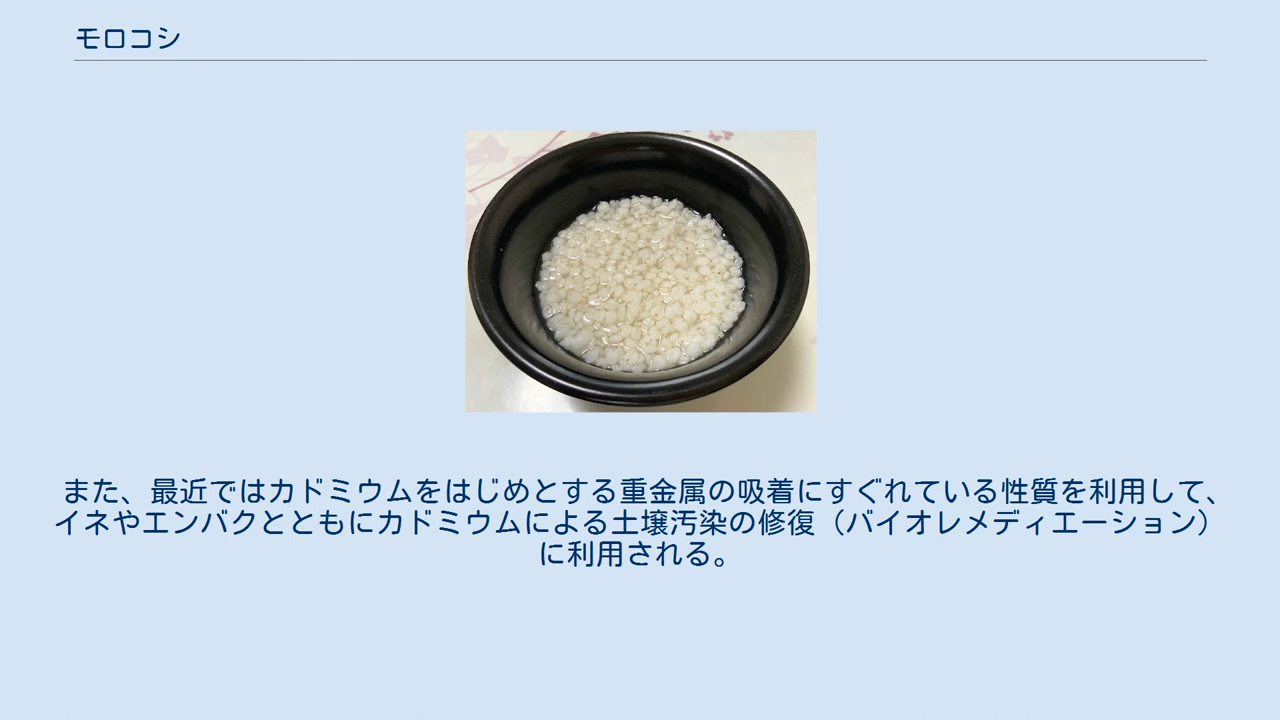 モロコシ
また、最近ではカドミウムをはじめとする重金属の吸着にすぐれている性質を利用して、
イネやエンバクとともにカドミウムによる土壌汚染の修復（バイオレメディエーション）
に利用される。